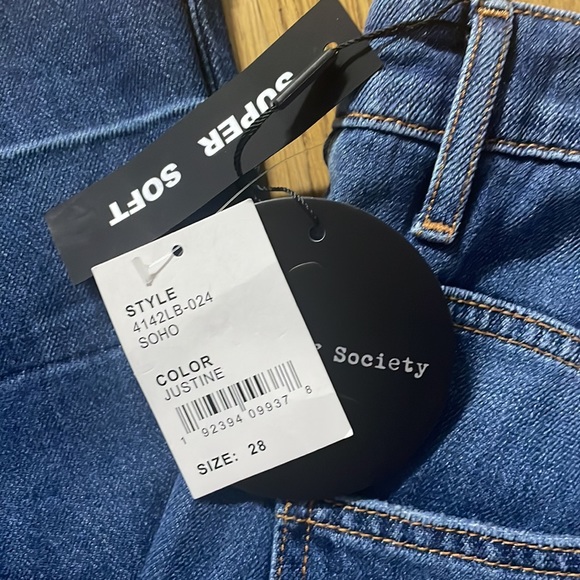 SUPER SOFT
STYLE
4142LB-024
SOHO
COLOR
JUSTINE
1 92394 09937 8
SIZE: 28
Society